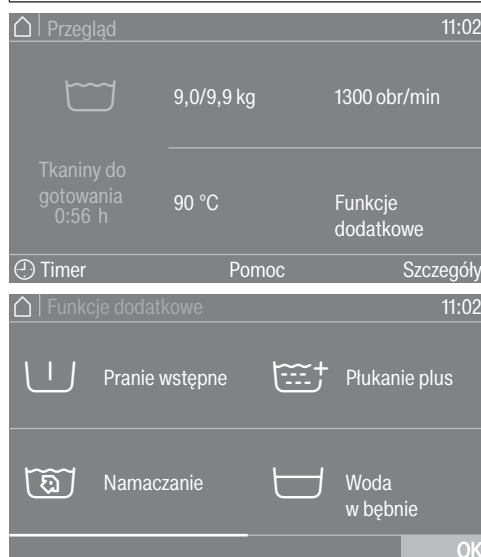 Przegląd 11:02
9,0/9,9 kg 1300 obr/min
Tkaniny do
gotowania
0:56 h
90 °C Funkcje
dodatkowe
Timer Pomoc Szczegóły
Funkcje dodatkowe 11:02
Pranie wstępne Płukanie plus
Namaczanie Woda
w bębnie
OK